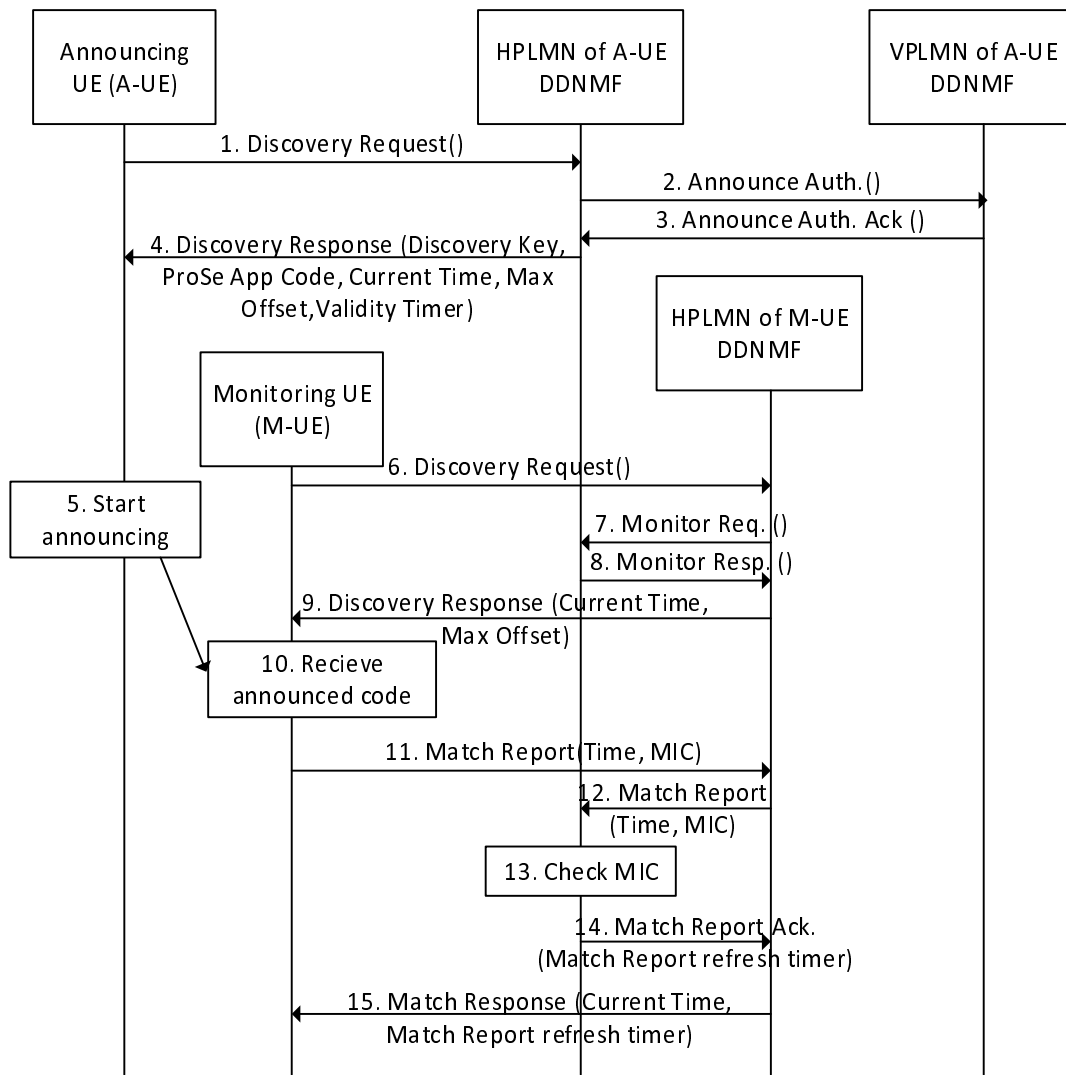 Announcing
UE (A-UE)
HPLMN of A-UE
DDNMF
VPLMN of A-UE
DDNMF
1. Discovery Request()
2. Announce Auth.()
3. Announce Auth. Ack ()
4. Discovery Response (Discovery Key,
ProSe App Code, Current Time, Max
Offset,Validity Timer)
HPLMN of M-UE
DDNMF
Monitoring UE
(M-UE)
6. Discovery Request()
5. Start
announcing
7. Monitor Req. ()
8. Monitor Resp. ()
9. Discovery Response (Current Time,
Max Offset)
10. Recieve
announced code
11. Match Report(Time, MIC)
12. Match Report
(Time, MIC)
13. Check MIC
14. Match Report Ack.
(Match Report refresh timer)
15. Match Response (Current Time,
Match Report refresh timer)